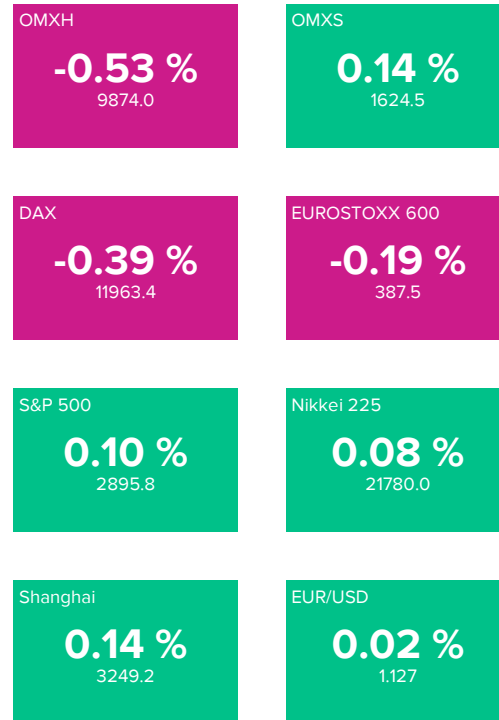 OMXH
-0.53 %
9874.0
OMXS
0.14 %
1624.5
DAX
-0.39 %
11963.4
EUROSTOXX 600
-0.19 %
387.5
S&P 500
0.10 %
2895.8
Nikkei 225
0.08 %
21780.0
Shanghai
0.14 %
3249.2
EUR/USD
0.02 %
1.127